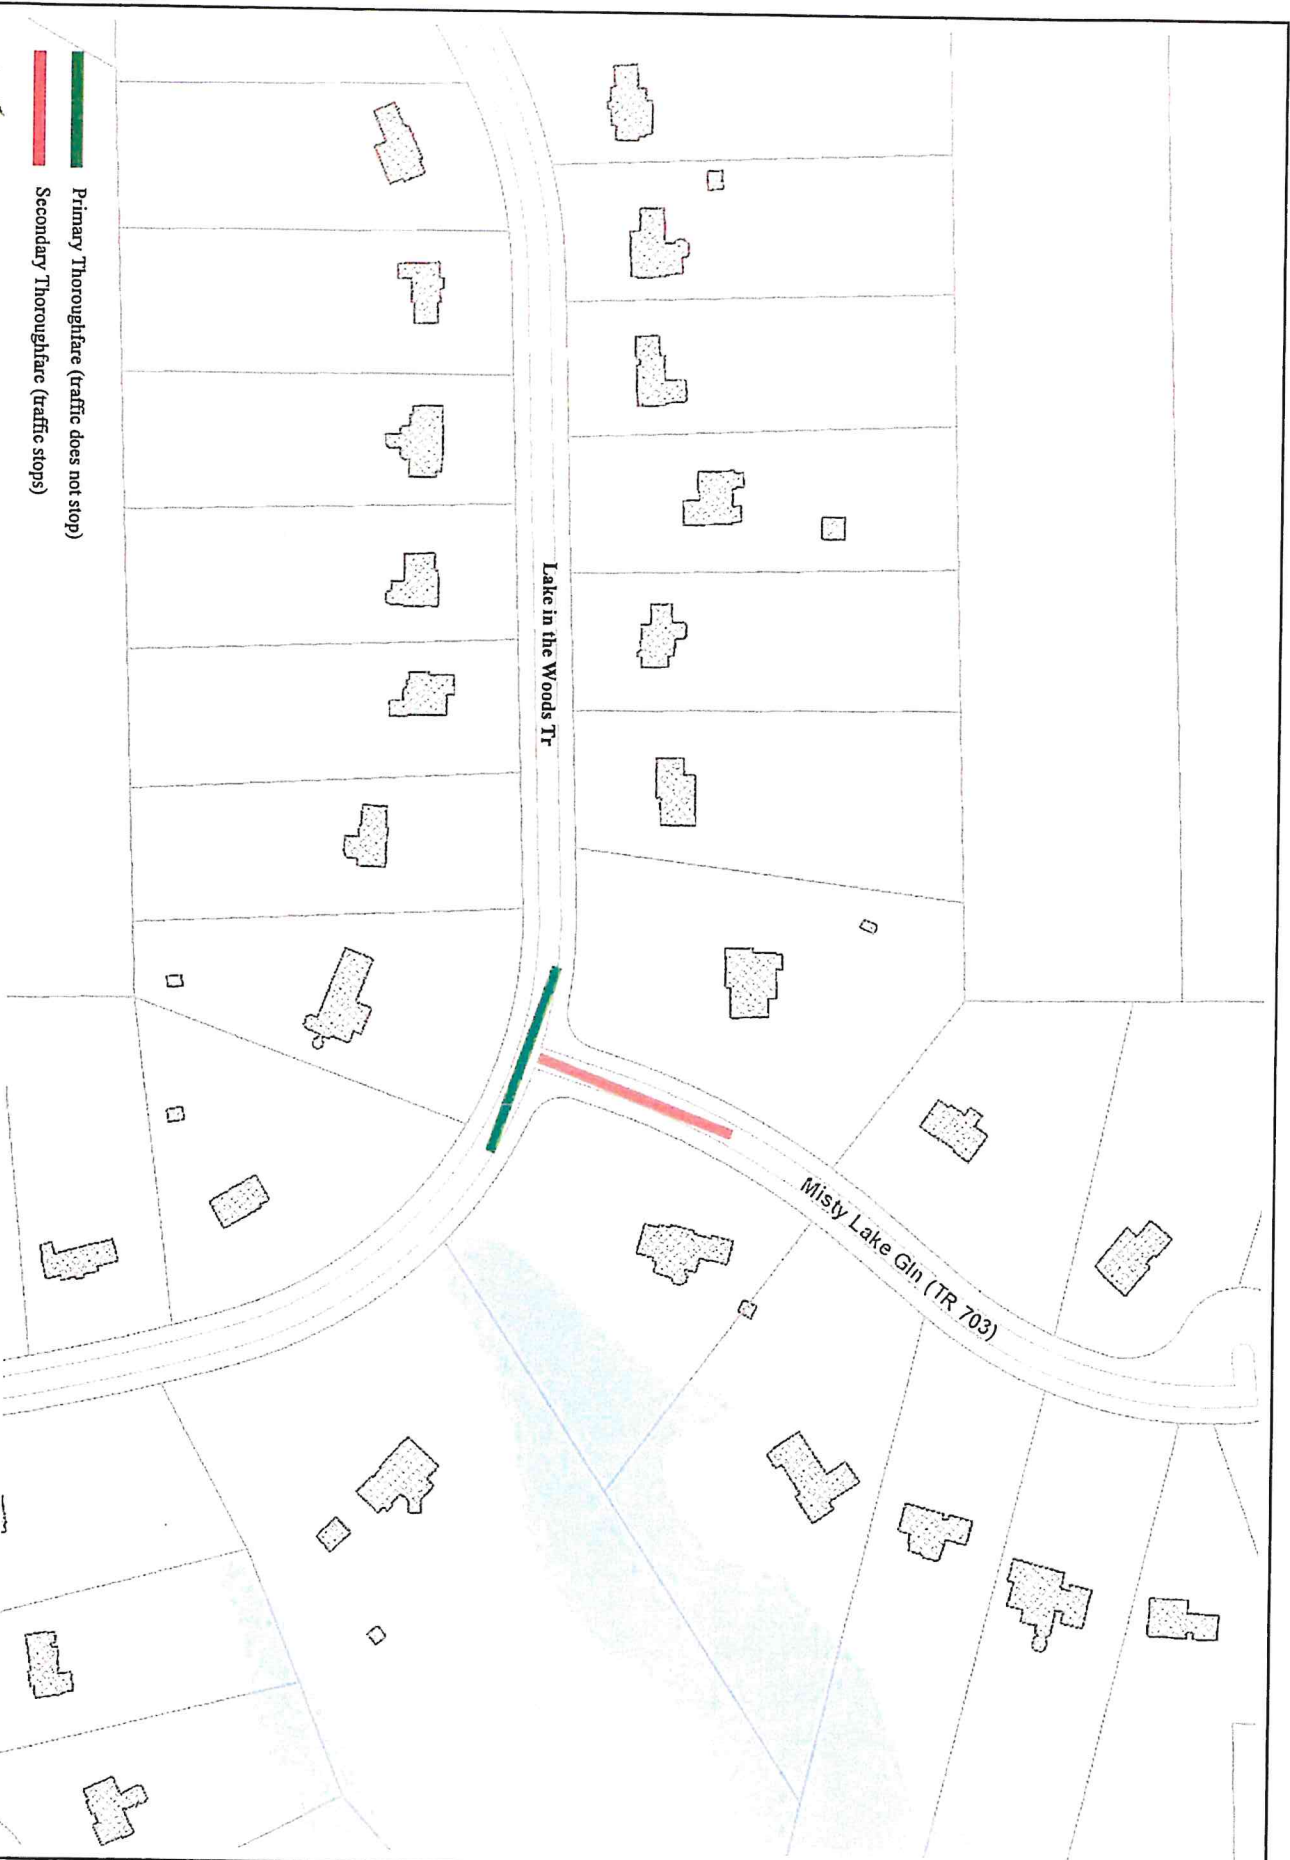 Lake in the Woods Tr
Misty Lake Gln (TR 703)
Primary Thoroughfare (traffic does not stop)
Secondary Thoroughfare (traffic stops)